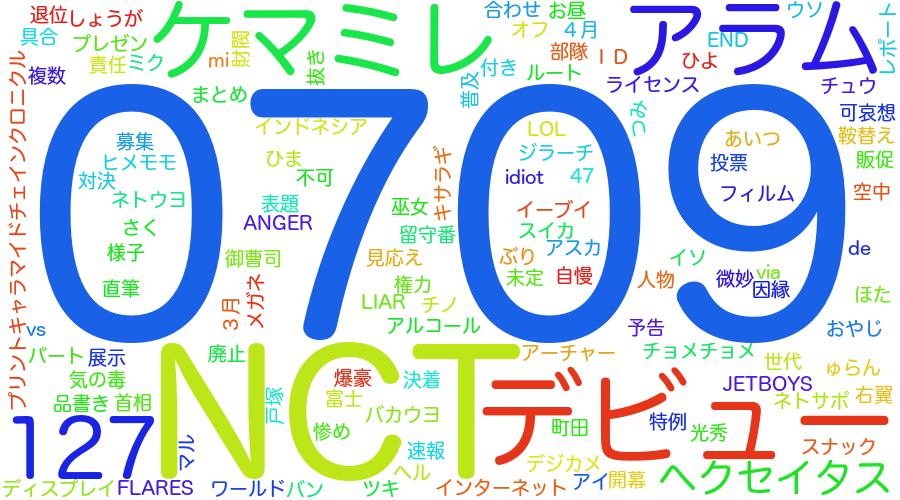 退位 しょうが ケマミレ 合わせ お昼 アラム ウソ レポート
具合 プレゼン オフ 4月
責任 ミク mi 財閥 部隊 ID END ひよ
複数 抜き 普及 付き ルート ライセンス チュウ
まとめ つみ 可哀想
0709
募集 インドネシア LOL あいつ 鞍替え
ヒメモモ ひま ジラーチ 投票 販促
対決 不可 キサラギ idiot 47 フィルム 空中
ネトウヨ 表題 巫女 イーブイ
さく ANGER 留守番 スイカ
様子 御曹司 見応え ぶり アスカ イソ de
直筆 権力 未定 自慢 人物 微妙 via 因縁 ほた
プリントキャラマイドチェインクロニクル
3月 メガネ LIAR チノ
vs アルコール 予告 おやじ
パート 展示 廃止 アーチャー チョメチョメ 世代 ゅらん
気の毒 NCT 爆豪 決着 デビュー JETBOYS 右翼
品書き 首相 戸塚 富士 バカウヨ ネトサポ
127 惨め 町田 特例 光秀
マル 速報 スナック
ヘル デジカメ ヘクセイタス
ディスプレイ FLARES ワールド バン ツキ インターネット アイ 開幕